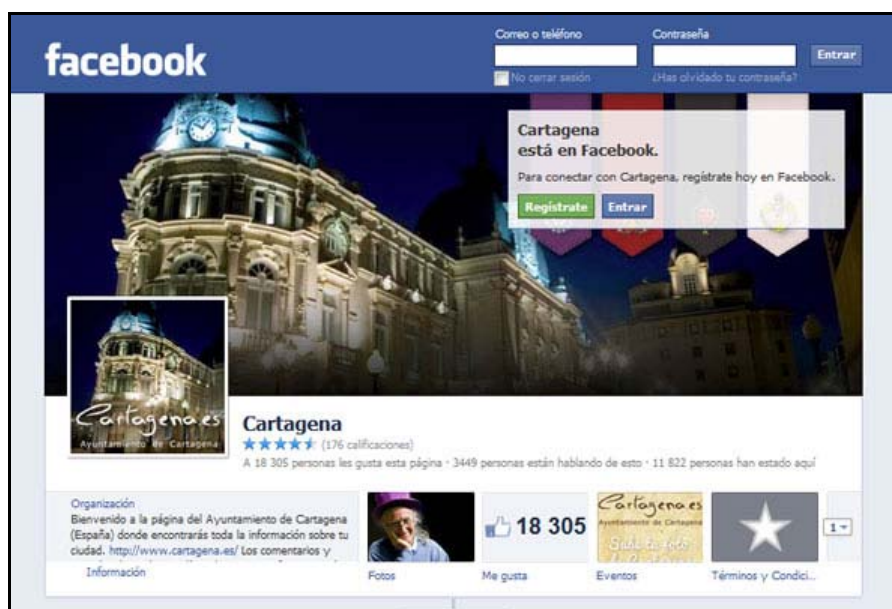 facebook
Correo o teléfono
Contraseña
Entrar
No cerrar sesión
¿Has olvidado tu contraseña?
Cartagena
está en Facebook.
Para conectar con Cartagena, regístrate hoy en Facebook.
Regístrate
Entrar
Cartagena.es
Ayuntamiento de Cartagena
Cartagena
(176 calificaciones)
A 18 305 personas les gusta esta página · 3449 personas están hablando de esto · 11 822 personas han estado aquí
Organización
Bienvenido a la página del Ayuntamiento de Cartagena
(España) donde encontrarás toda la información sobre tu
ciudad. http://www.cartagena.es/ Los comentarios y
Información
Fotos
18 305
Me gusta
Cartagena.es
Ayuntamiento de Cartagena
Sube tu foto
Eventos
Términos y Condici...
1